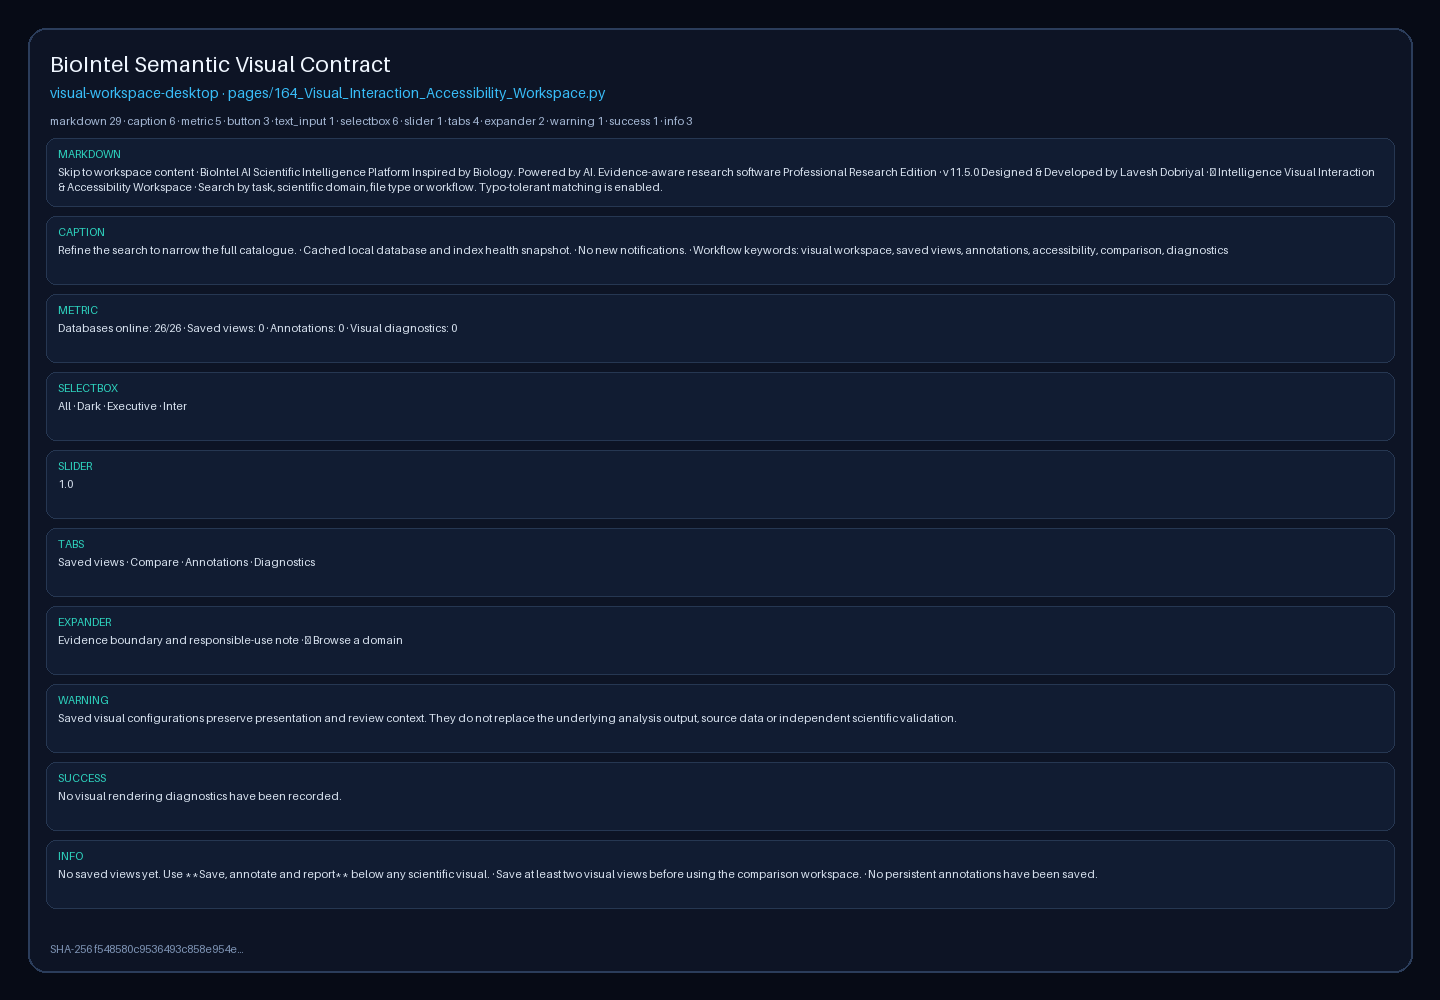 BioIntel Semantic Visual Contract
visual-workspace-desktop · pages/164_Visual_Interaction_Accessibility_Workspace.py
markdown 29 · caption 6 · metric 5 · button 3 · text_input 1 · selectbox 6 · slider 1 · tabs 4 · expander 2 · warning 1 · success 1 · info 3
MARKDOWN
Skip to workspace content · BioIntel AI Scientific Intelligence Platform Inspired by Biology. Powered by AI. Evidence-aware research software Professional Research Edition · v11.5.0 Designed & Developed by Lavesh Dobriyal · Intelligence Visual Interaction
& Accessibility Workspace · Search by task, scientific domain, file type or workflow. Typo-tolerant matching is enabled.
CAPTION
Refine the search to narrow the full catalogue. · Cached local database and index health snapshot. · No new notifications. · Workflow keywords: visual workspace, saved views, annotations, accessibility, comparison, diagnostics
METRIC
Databases online: 26/26 · Saved views: 0 · Annotations: 0 · Visual diagnostics: 0
SELECTBOX
All · Dark · Executive · Inter
SLIDER
1.0
TABS
Saved views · Compare · Annotations · Diagnostics
EXPANDER
Evidence boundary and responsible-use note · Browse a domain
WARNING
Saved visual configurations preserve presentation and review context. They do not replace the underlying analysis output, source data or independent scientific validation.
SUCCESS
No visual rendering diagnostics have been recorded.
INFO
No saved views yet. Use **Save, annotate and report** below any scientific visual. · Save at least two visual views before using the comparison workspace. · No persistent annotations have been saved.
SHA-256 f548580c9536493c858e954e…